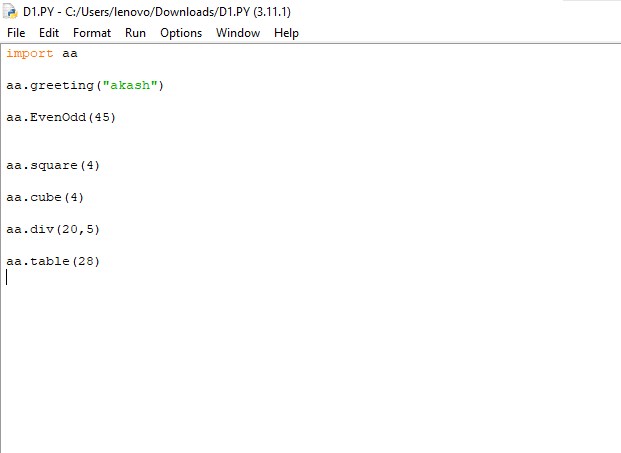 D1.PY - C:/Users/lenovo/Downloads/D1.PY (3.11.1)
File Edit Format Run Options Window Help
import aa
aa.greeting("akash")
aa.EvenOdd(45)
aa.square(4)
aa.cube(4)
aa.div(20,5)
aa.table(28)